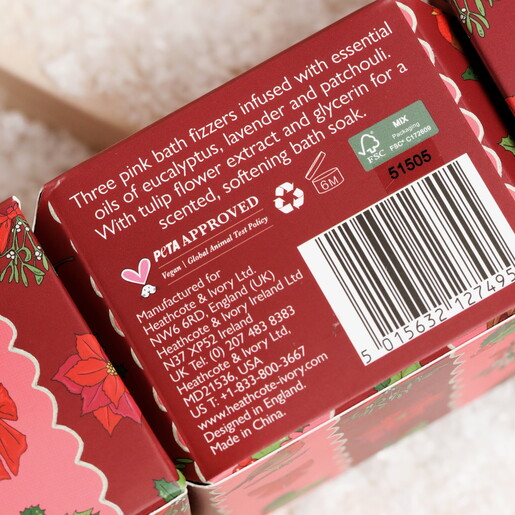 Three pink bath fizzers infused with essential
oils of eucalyptus, lavender and patchouli.
With tulip flower extract and glycerin for a
scented, softening bath soak.
PETA APPROVED
Vegan | Global Animal Test Policy
6M
FSC
MIX
Packaging
FSC® C172609
51505
Manufactured for
Heathcote & Ivory Ltd.
NW6 6RD, England (UK)
Heathcote & Ivory Ireland Ltd
N37 XP52 Ireland
UK Tel: (0) 207 483 8383
Heathcote & Ivory Ltd.
MD21536, USA
US T: +1-833-800-3667
www.heathcote-ivory.com
Designed in England.
Made in China.
5 015632 127495